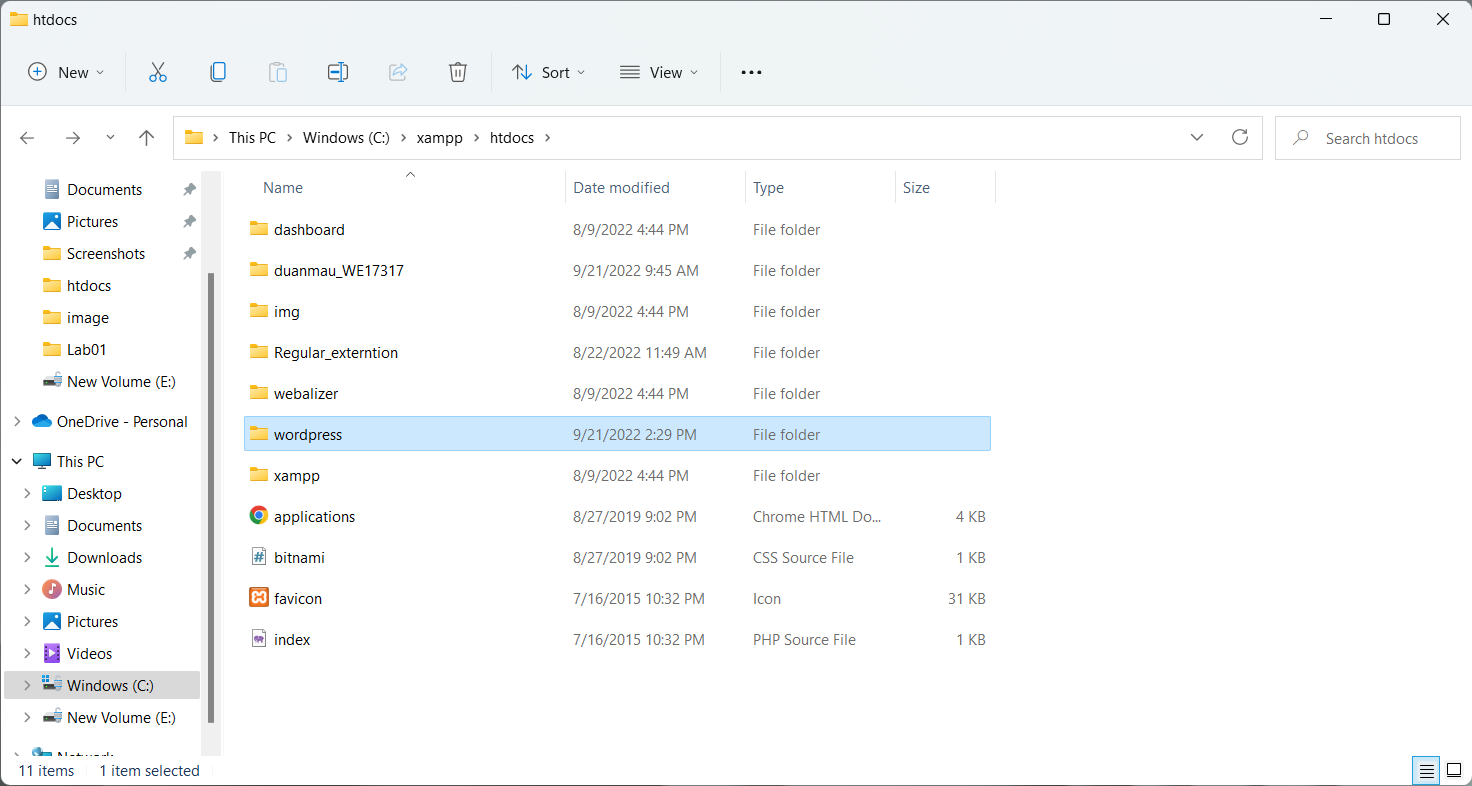 htdocs
New Sort View
This PC Windows (C:) xampp htdocs Search htdocs
Documents
Pictures
Screenshots
htdocs
image
Lab01
New Volume (E:)
OneDrive - Personal
This PC
Desktop
Documents
Downloads
Music
Pictures
Videos
Windows (C:)
New Volume (E:)
Network
Name Date modified Type Size
dashboard 8/9/2022 4:44 PM File folder
duanmau_WE17317 9/21/2022 9:45 AM File folder
img 8/9/2022 4:44 PM File folder
Regular_externtion 8/22/2022 11:49 AM File folder
webalizer 8/9/2022 4:44 PM File folder
wordpress 9/21/2022 2:29 PM File folder
xampp 8/9/2022 4:44 PM File folder
applications 8/27/2019 9:02 PM Chrome HTML Do... 4 KB
bitnami 8/27/2019 9:02 PM CSS Source File 1 KB
favicon 7/16/2015 10:32 PM Icon 31 KB
index 7/16/2015 10:32 PM PHP Source File 1 KB
11 items 1 item selected